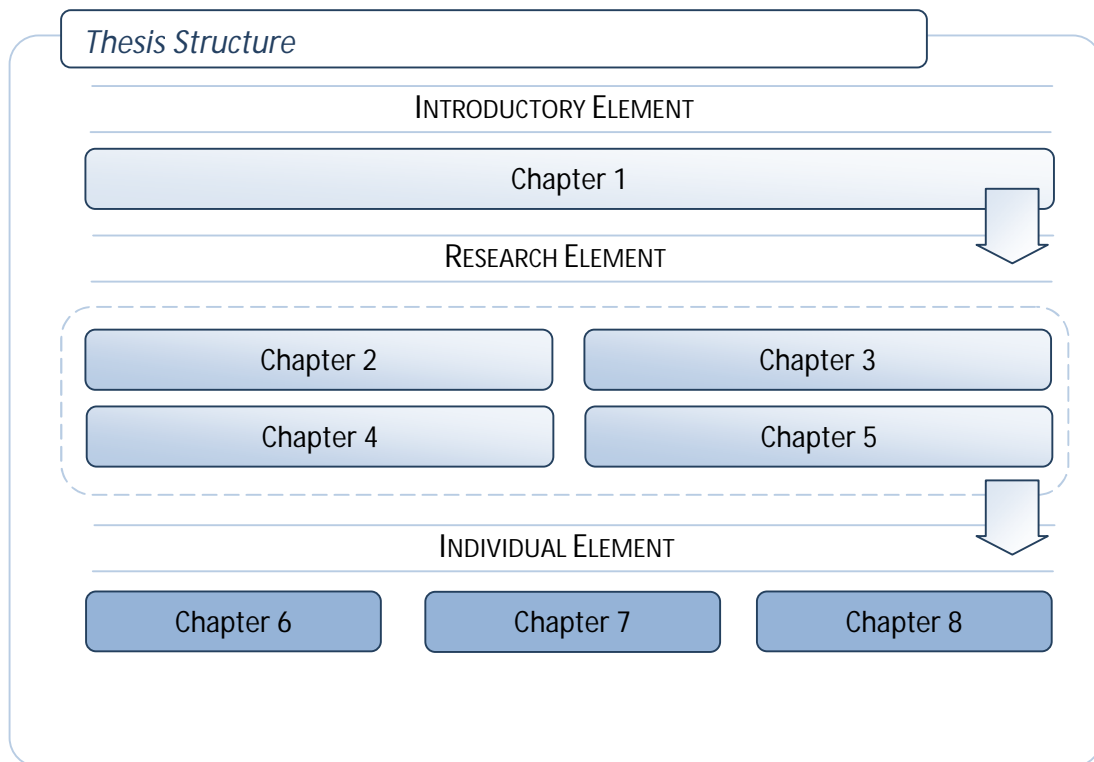 Thesis Structure
INTRODUCTORY ELEMENT
Chapter 1
RESEARCH ELEMENT
Chapter 2
Chapter 3
Chapter 4
Chapter 5
INDIVIDUAL ELEMENT
Chapter 6
Chapter 7
Chapter 8